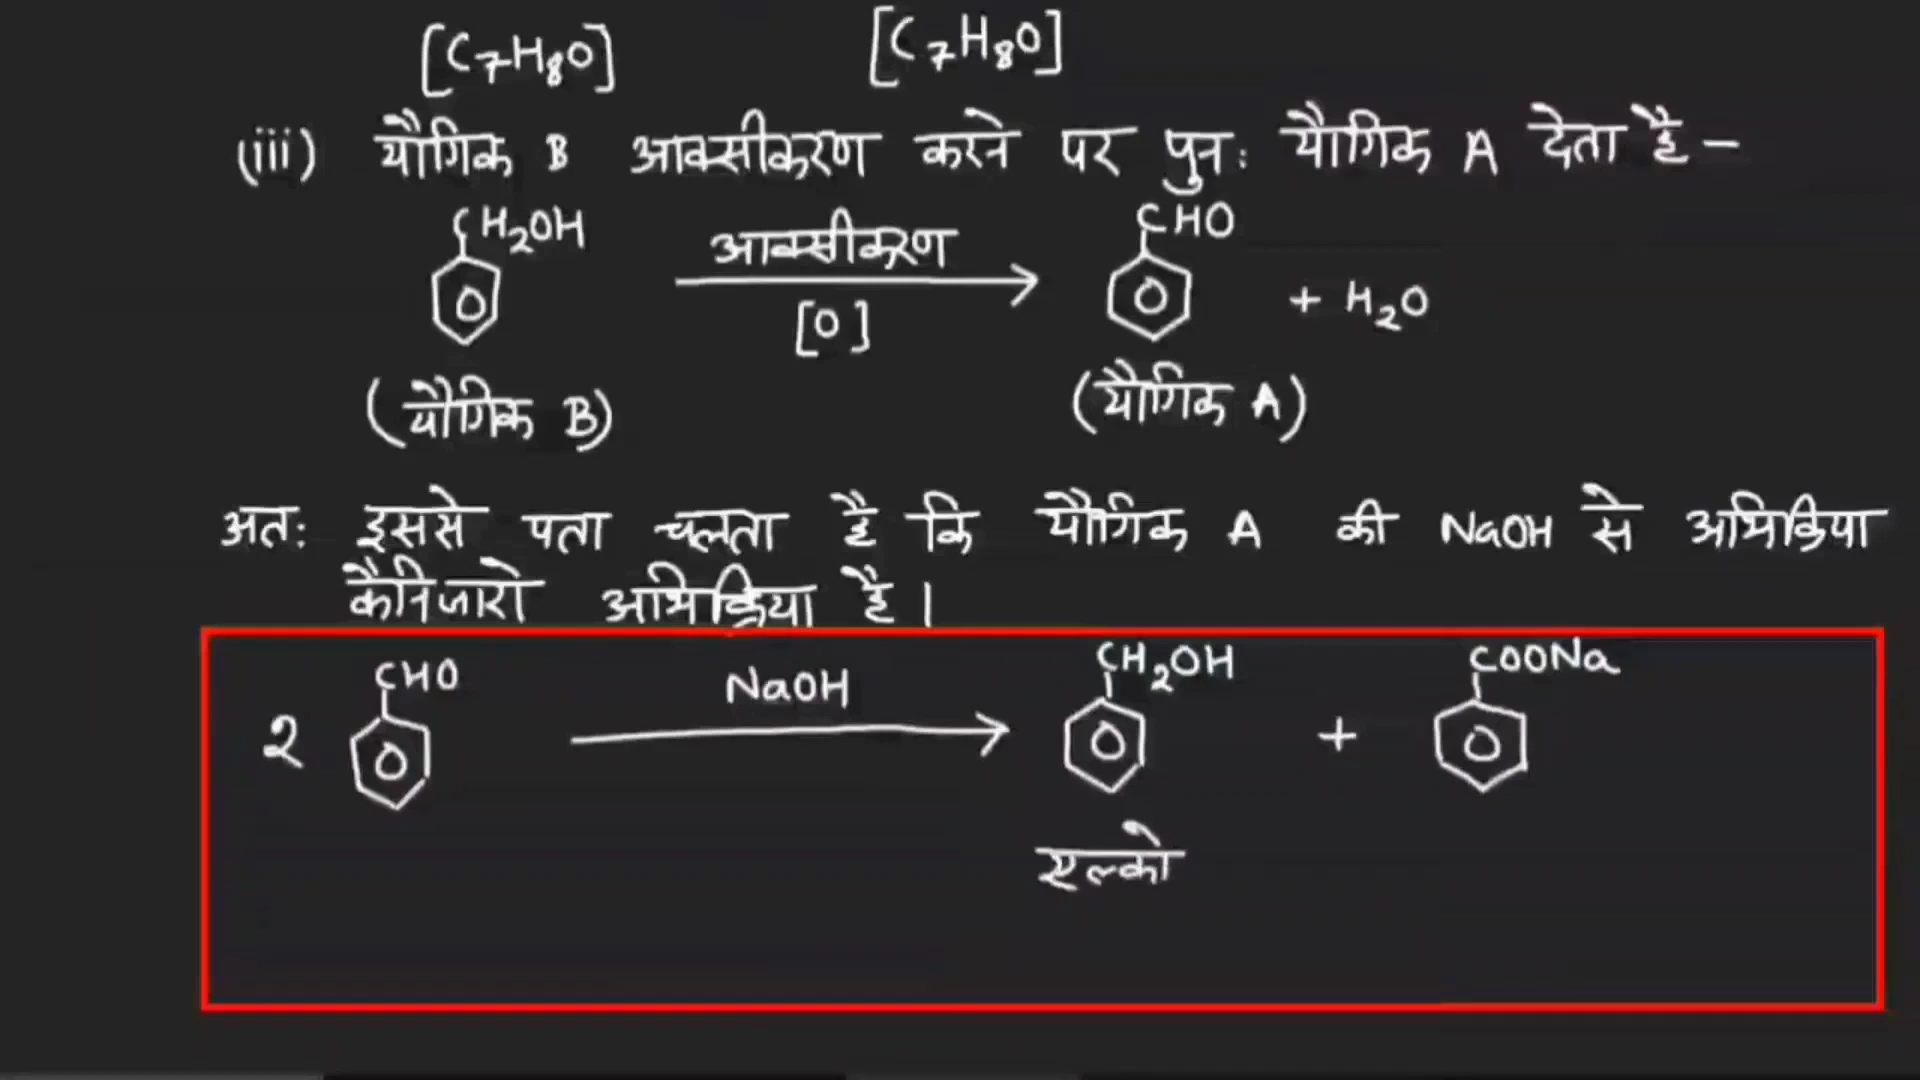 [C₇H₈O] [C₇H₈O]
(iii) यौगिक B आक्सीकरण करने पर पुनः यौगिक A देता है -
CH₂OH आक्सीकरण CHO
[O] + H₂O
(यौगिक B) (यौगिक A)
अतः इससे पता चलता है कि यौगिक A की NaOH से अभिक्रिया
कैनिजारो अभिक्रिया है।
CHO NaOH CH₂OH COONa
2 +
एल्को